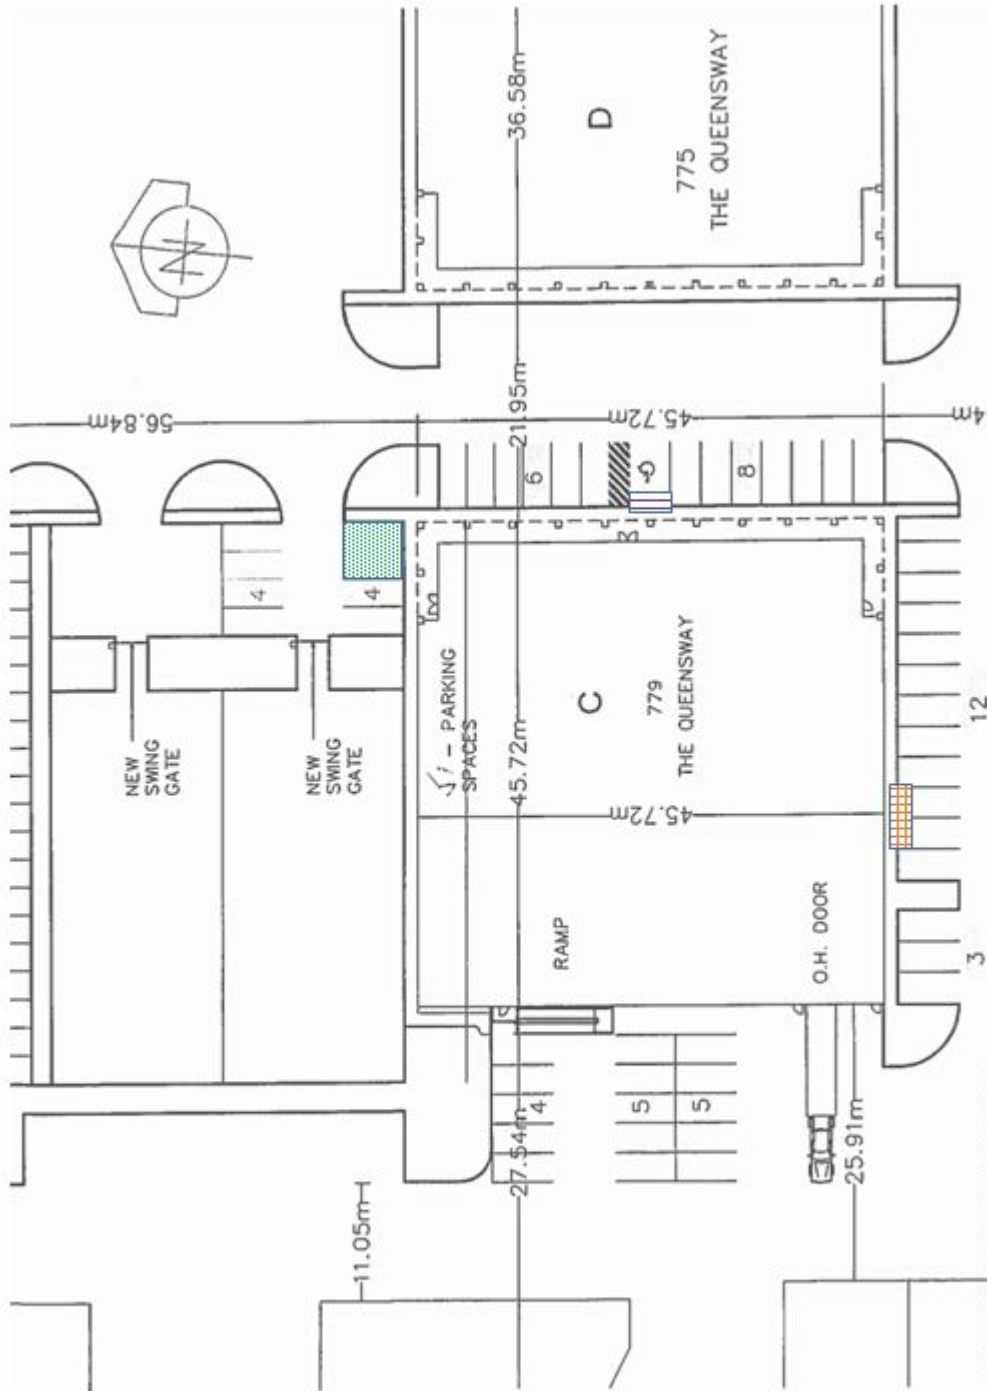 36.58m
D
775
THE QUEENSWAY
N
56.84m
21.95m
45.72m
6
8
4
4
NEW
SWING
GATE
NEW
SWING
GATE
PARKING
SPACES
45.72m
C
779
THE QUEENSWAY
45.72m
12
RAMP
O.H. DOOR
3
4
5
5
27.54m
25.91m
11.05m